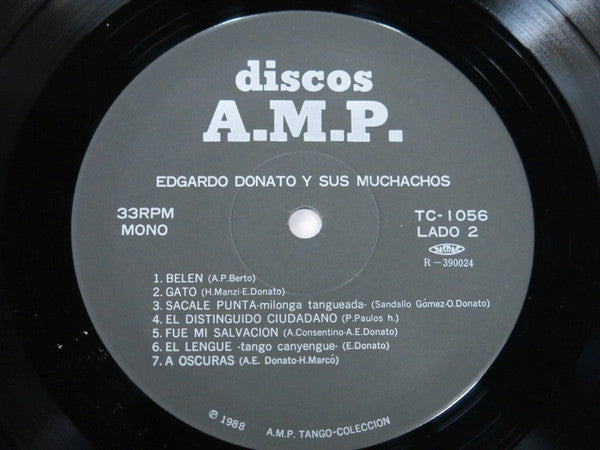 discos
A.M.P.
EDGARDO DONATO Y SUS MUCHACHOS
33RPM
MONO
TC-1056
LADO 2
R-390024
1. BELEN (A.P.Berto)
2. GATO (H.Manzi-E.Donato)
3. SACALE PUNTA-milonga tangueada- (Sandallo Gómez-O.Donato)
4. EL DISTINGUIDO CIUDADANO (P.Paulos h.)
5. FUE MI SALVACION (A.Consentino-A.E.Donato)
6. EL LENGUE -tango canyengue- (E.Donato)
7. A OSCURAS (A.E. Donato-H.Marcó)
℗ 1988 A.M.P. TANGO-COLECCION